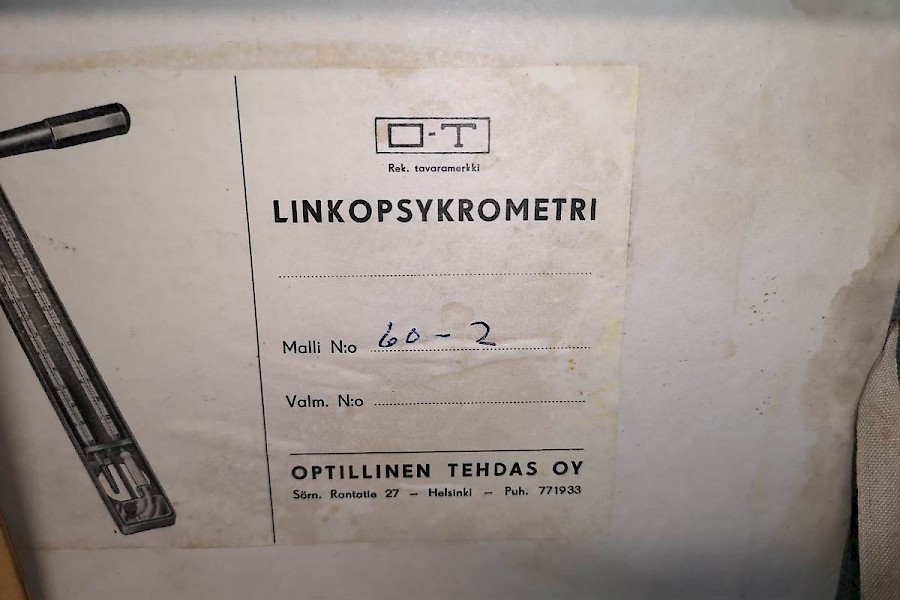 O-T
Rek. tavaramerkki
LINKOPSYKROMETRI
Malli N:o 60-2
Valm. N:o
OPTILLINEN TEHDAS OY
Sörn. Rantatie 27 – Helsinki – Puh. 771933